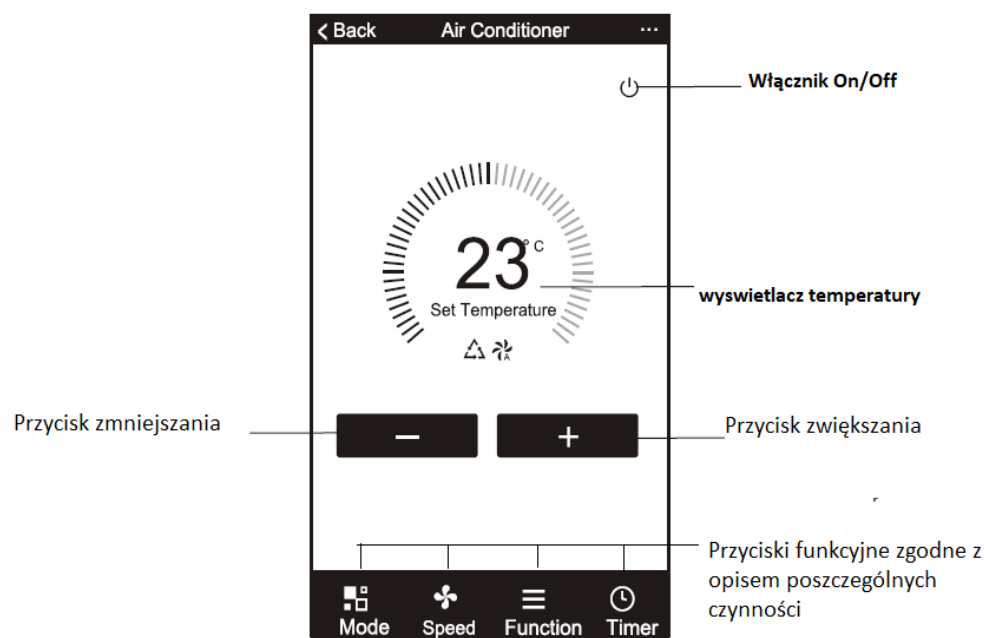 Back Air Conditioner ...
Włącznik On/Off
23°C
Set Temperature
wyswietlacz temperatury
A
Przycisk zmniejszania
− +
Przycisk zwiększania
Przyciski funkcyjne zgodne z
opisem poszczególnych
czynności
Mode Speed Function Timer